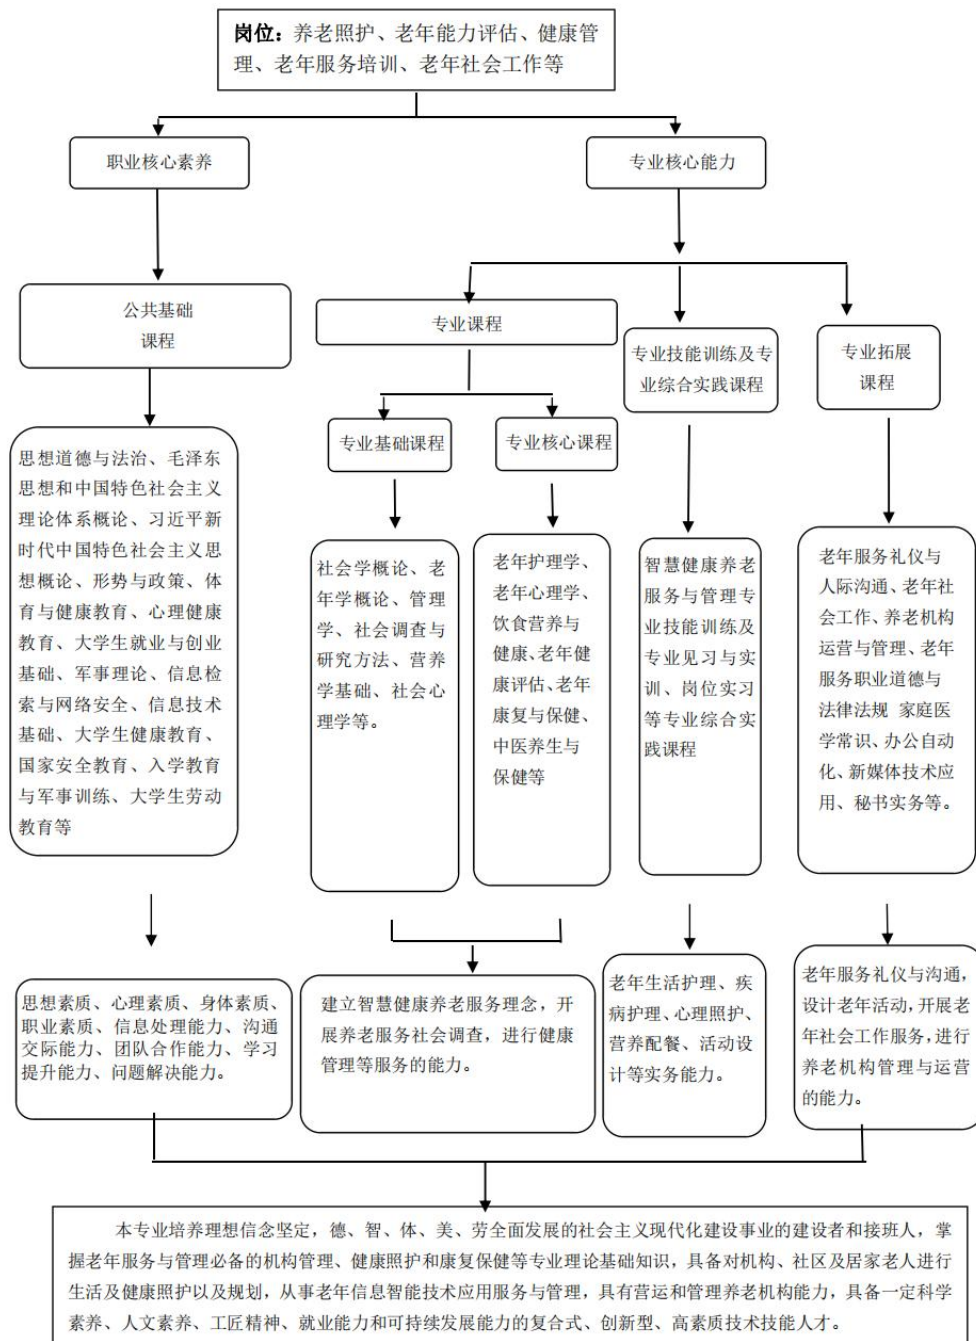 岗位：养老照护、老年能力评估、健康管
理、老年服务培训、老年社会工作等
职业核心素养
专业核心能力
公共基础
课程
专业课程
专业技能训练及专
业综合实践课程
专业拓展
课程
专业基础课程
专业核心课程
思想道德与法治、毛泽东
思想和中国特色社会主义
理论体系概论、习近平新
时代中国特色社会主义思
想概论、形势与政策、体
育与健康教育、心理健康
教育、大学生就业与创业
基础、军事理论、信息检
索与网络安全、信息技术
基础、大学生健康教育、
国家安全教育、入学教育
与军事训练、大学生劳动
教育等
社会学概论、老
年学概论、管理
学、社会调查与
研究方法、营养
学基础、社会心
理学等。
老年护理学、
老年心理学、
饮食营养与
健康、老年健
康评估、老年
康复与保健、
中医养生与
保健等
智慧健康养老
服务与管理专
业技能训练及
专业见习与实
训、岗位实习
等专业综合实
践课程
老年服务礼仪与
人际沟通、老年社
会工作、养老机构
运营与管理、老年
服务职业道德与
法律法规 家庭医
学常识、办公自动
化、新媒体技术应
用、秘书实务等。
思想素质、心理素质、身体素质、
职业素质、信息处理能力、沟通
交际能力、团队合作能力、学习
提升能力、问题解决能力。
建立智慧健康养老服务理念，开
展养老服务社会调查，进行健康
管理等服务的能力。
老年生活护理、疾
病护理、心理照护、
营养配餐、活动设
计等实务能力。
老年服务礼仪与沟通，
设计老年活动，开展老
年社会工作服务，进行
养老机构管理与运营
的能力。
本专业培养理想信念坚定，德、智、体、美、劳全面发展的社会主义现代化建设事业的建设者和接班人，掌
握老年服务与管理必备的机构管理、健康照护和康复保健等专业理论基础知识，具备对机构、社区及居家老人进行
生活及健康照护以及规划，从事老年信息智能技术应用服务与管理，具有营运和管理养老机构能力，具备一定科学
素养、人文素养、工匠精神、就业能力和可持续发展能力的复合式、创新型、高素质技术技能人才。